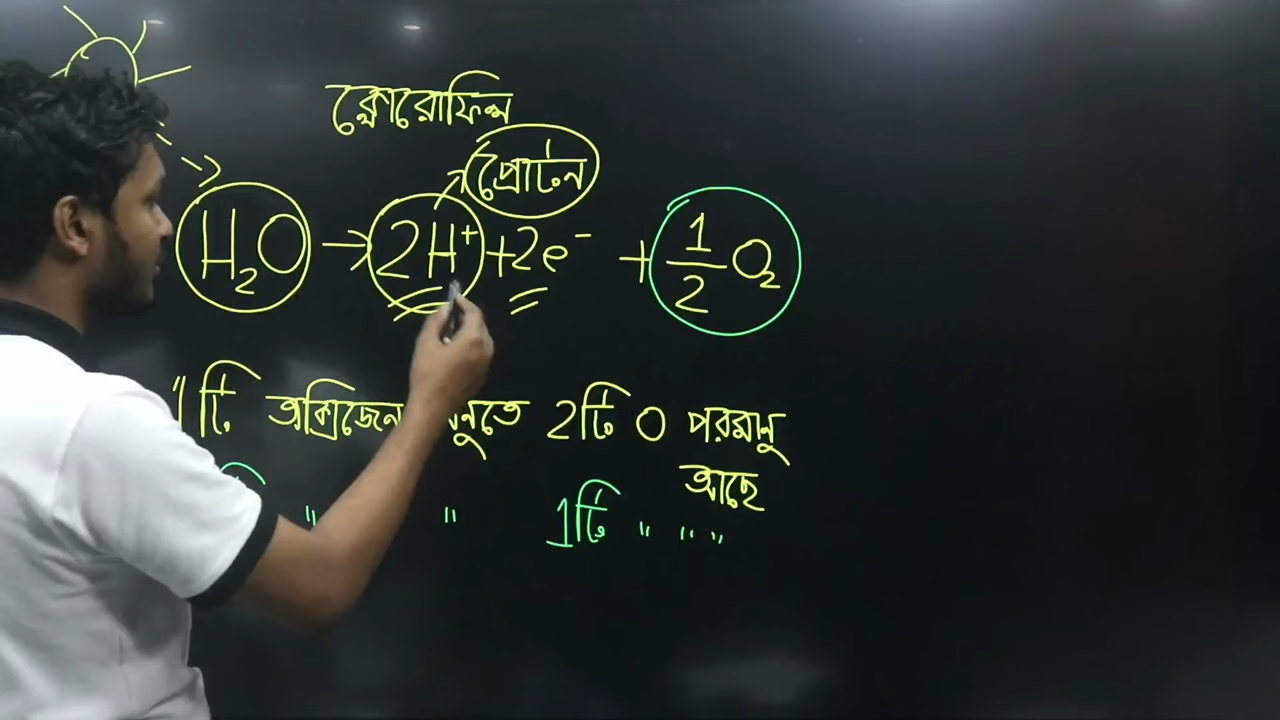 ক্লোরোফিল
প্রোটন
H₂O → 2H⁺ + 2e⁻ + 1/2 O₂
1টি অক্সিজেন নুতে 2টি O পরমানু
আছে
" " 1টি " " "